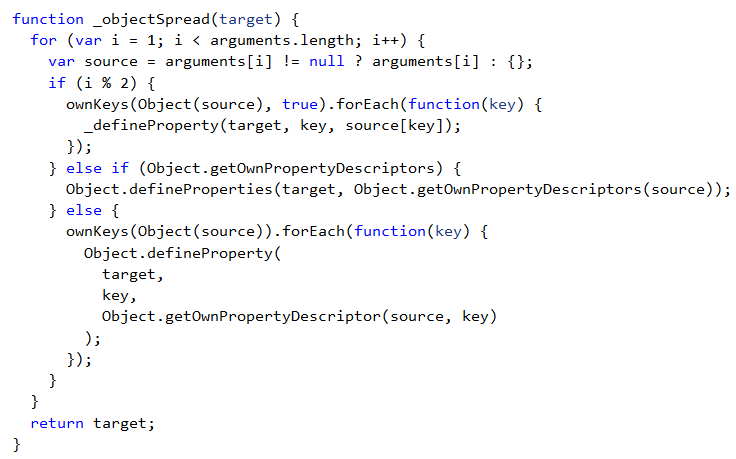 function _objectSpread(target) {
  for (var i = 1; i < arguments.length; i++) {
    var source = arguments[i] != null ? arguments[i] : {};
    if (i % 2) {
      ownKeys(Object(source), true).forEach(function(key) {
        _defineProperty(target, key, source[key]);
      });
    } else if (Object.getOwnPropertyDescriptors) {
      Object.defineProperties(target, Object.getOwnPropertyDescriptors(source));
    } else {
      ownKeys(Object(source)).forEach(function(key) {
        Object.defineProperty(
          target,
          key,
          Object.getOwnPropertyDescriptor(source, key)
        );
      });
    }
  }
  return target;
}